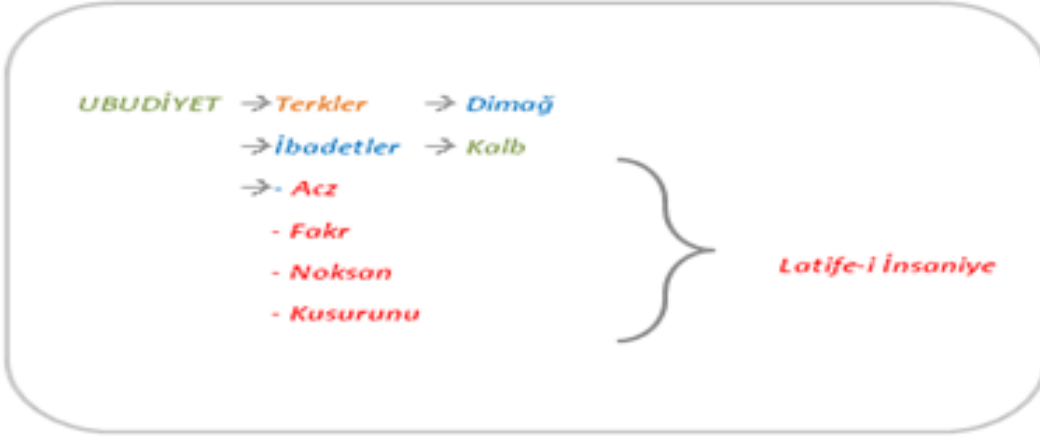 UBUDİYET → Terkler → Dimağ
→ İbadetler → Kalb
→ - Acz
- Fakr
- Noksan
- Kusurunu
Latife-i İnsaniye